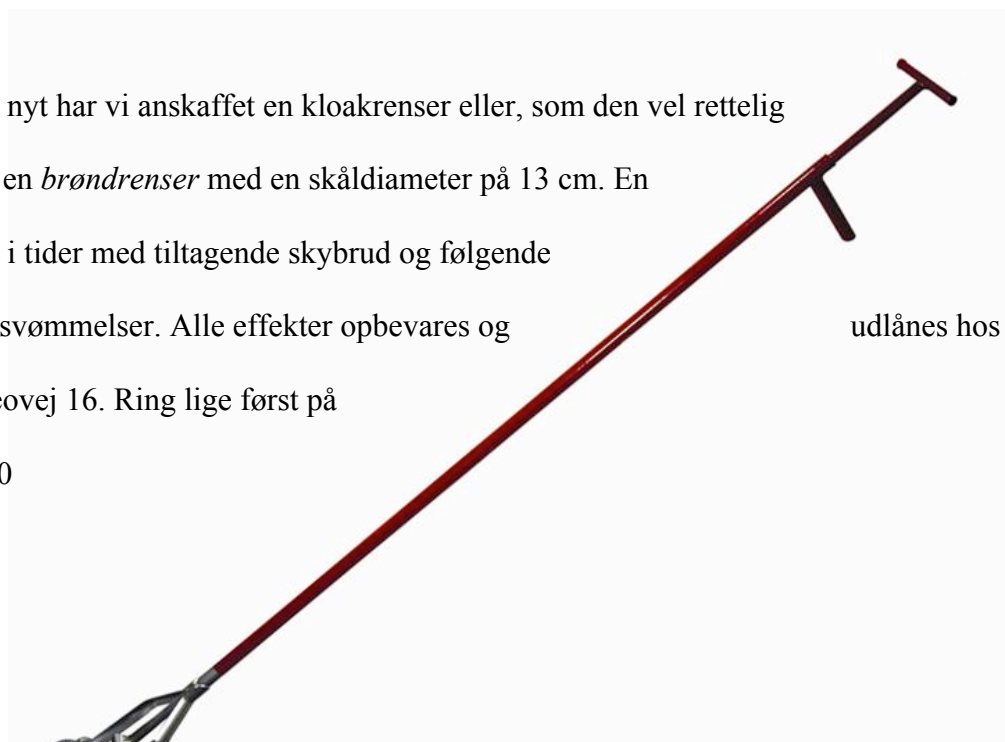 nyt har vi anskaffet en kloakrenser eller, som den vel rettelig
en brøndrenser med en skåldiameter på 13 cm. En
i tider med tiltagende skybrud og følgende
svømmelser. Alle effekter opbevares og udlånes hos
ovej 16. Ring lige først på
0